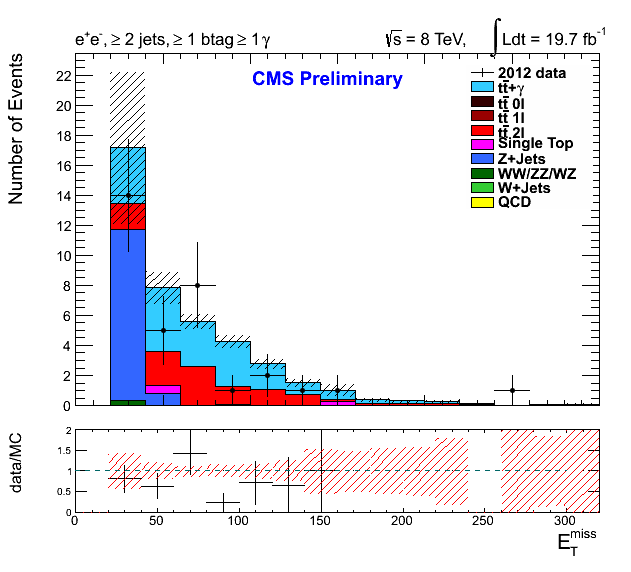 e⁺e⁻, ≥ 2 jets, ≥ 1 btag ≥ 1 γ
√s = 8 TeV, ∫ Ldt = 19.7 fb⁻¹
CMS Preliminary
2012 data
tt̄+γ
tt̄ 0l
tt̄ 1l
tt̄ 2l
Single Top
Z+Jets
WW/ZZ/WZ
W+Jets
QCD
Number of Events
22
20
18
16
14
12
10
8
6
4
2
0
data/MC
2
1.5
1
0.5
0
0 50 100 150 200 250 300
E_T^miss